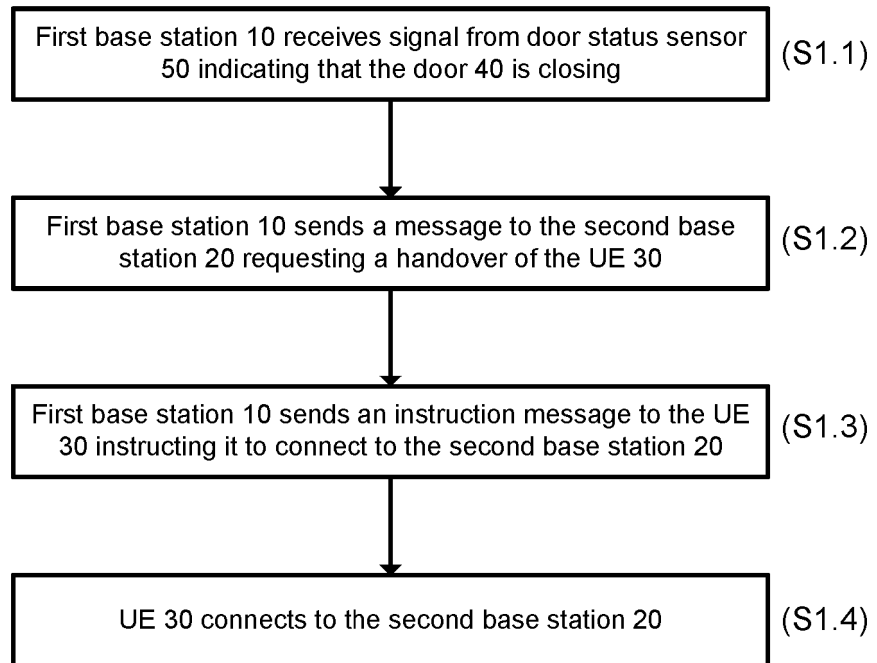 First base station 10 receives signal from door status sensor
50 indicating that the door 40 is closing
(S1.1)
First base station 10 sends a message to the second base
station 20 requesting a handover of the UE 30
(S1.2)
First base station 10 sends an instruction message to the UE
30 instructing it to connect to the second base station 20
(S1.3)
UE 30 connects to the second base station 20
(S1.4)